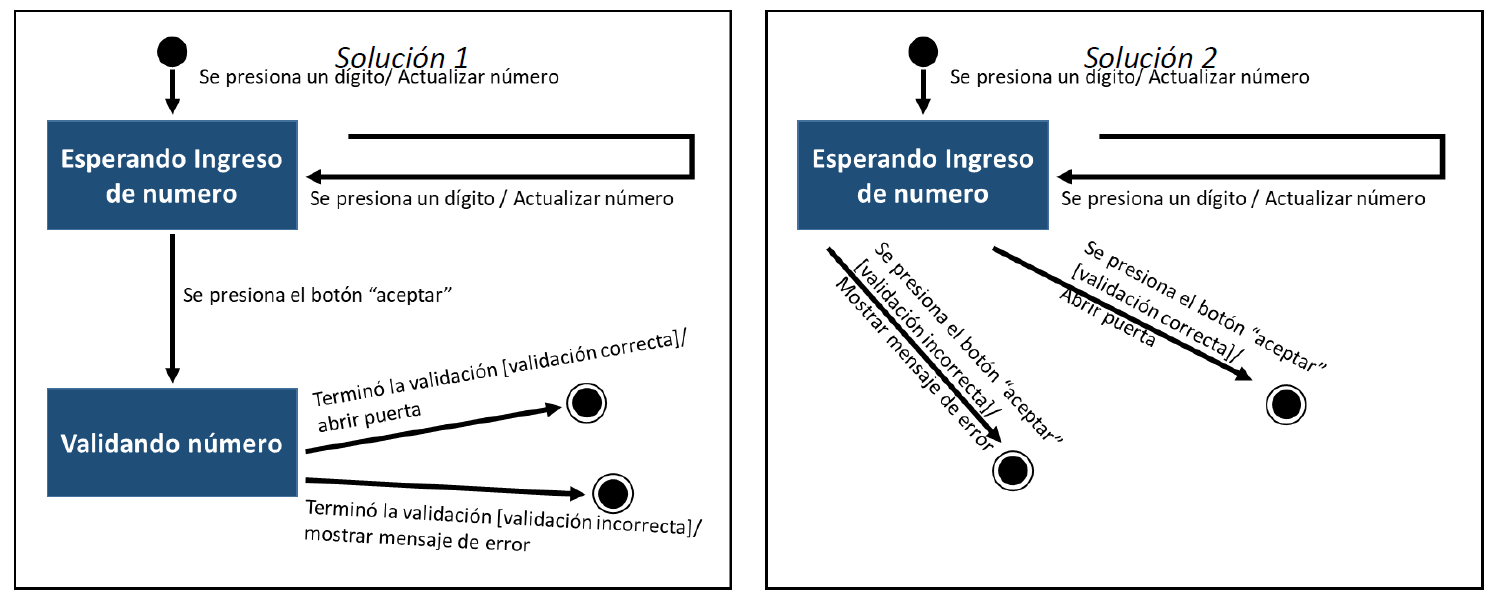 Solución 1
Se presiona un dígito/ Actualizar número
Esperando Ingreso
de numero
Se presiona un dígito / Actualizar número
Se presiona el botón “aceptar”
Terminó la validación [validación correcta]/
abrir puerta
Validando número
Terminó la validación [validación incorrecta]/
mostrar mensaje de error
Solución 2
Se presiona un dígito/ Actualizar número
Esperando Ingreso
de numero
Se presiona un dígito / Actualizar número
Se presiona el botón “aceptar”
[validación incorrecta]/
Mostrar mensaje de error
Se presiona el botón “aceptar”
[validación correcta]/
Abrir puerta